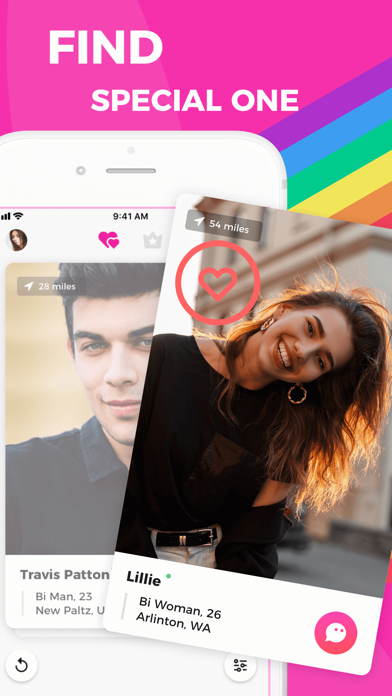 FIND
SPECIAL ONE
9:41 AM
54 miles
28 miles
Travis Patton
Bi Man, 23
New Paltz, U
Lillie
Bi Woman, 26
Arlinton, WA